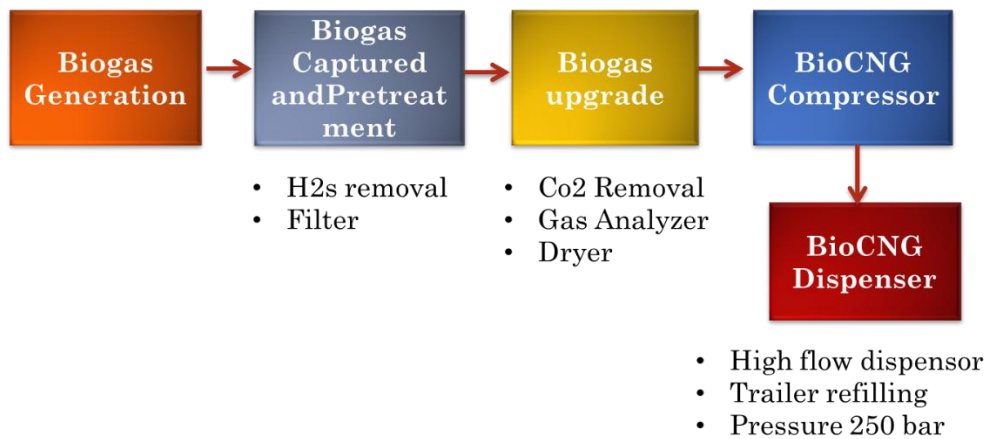 Biogas
Generation
Biogas
Captured
andPretreat
ment
Biogas
upgrade
BioCNG
Compressor
• H2s removal
• Filter
• Co2 Removal
• Gas Analyzer
• Dryer
BioCNG
Dispenser
• High flow dispensor
• Trailer refilling
• Pressure 250 bar